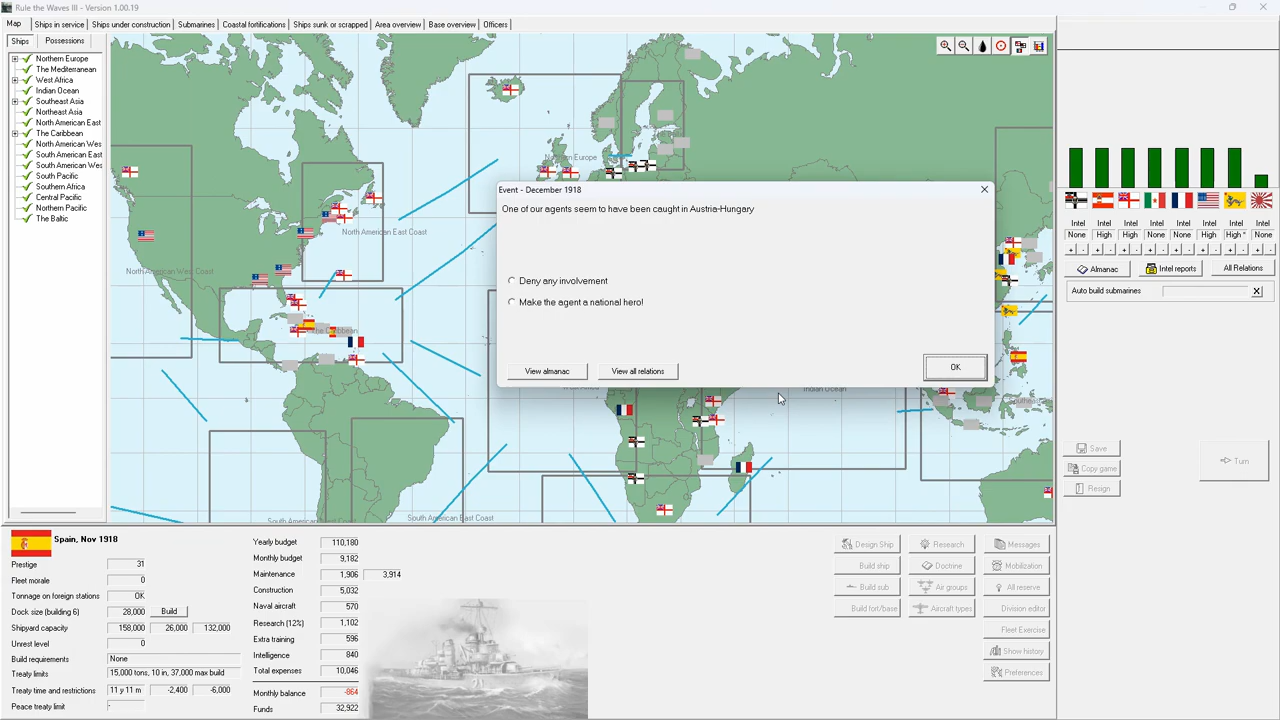 Rule the Waves III - Version 1.00.19
Map Ships in service Ships under construction Submarines Coastal fortifications Ships sunk or scrapped Area overview Base overview Officers
Ships Possessions
Northern Europe
The Mediterranean
West Africa
Indian Ocean
Southeast Asia
Northeast Asia
North American East
The Caribbean
North American Wes
South American East
South American Wes
South Pacific
Southern Africa
Central Pacific
Northern Pacific
The Baltic
Northern Europe
North American East Coast
North American West Coast
The Caribbean
Indian Ocean
South American East Coast
Event - December 1918
One of our agents seem to have been caught in Austria-Hungary
Deny any involvement
Make the agent a national hero!
View almanac View all relations OK
Intel Intel Intel Intel Intel Intel Intel Intel
None High High None None None High * None
+ - + - + - + - + - + - + - + -
Almanac Intel reports All Relations
Auto build submarines
Save
Copy game
Resign
Turn
Spain, Nov 1918
Prestige 31
Fleet morale 0
Tonnage on foreign stations OK
Dock size (building 6) 28,000 Build
Shipyard capacity 158,000 26,000 132,000
Unrest level 0
Build requirements None
Treaty limits 15,000 tons, 10 in, 37,000 max build
Treaty time and restrictions 11 y 11 m -2,400 -6,000
Peace treaty limit -
Yearly budget 110,180
Monthly budget 9,182
Maintenance 1,906 3,914
Construction 5,032
Naval aircraft 570
Research (12%) 1,102
Extra training 596
Intelligence 840
Total expenses 10,046
Monthly balance -864
Funds 32,922
Design Ship Research Messages
Build ship Doctrine Mobilization
Build sub Air groups All reserve
Build fort/base Aircraft types Division editor
Fleet Exercise
Show history
Preferences